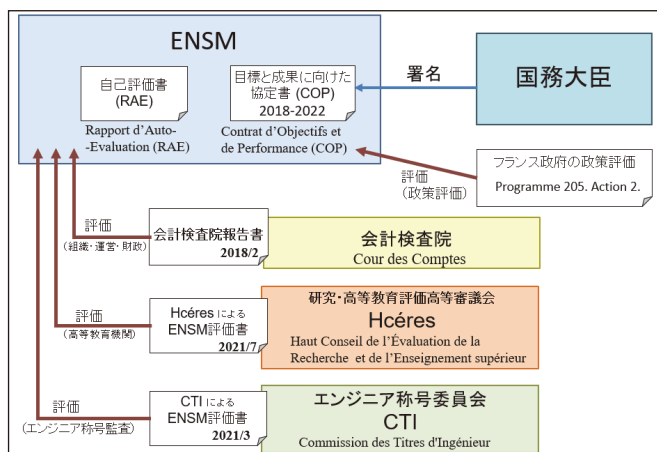 ENSM
自己評価書
(RAE)
Rapport d’Auto-
-Evaluation (RAE)
目標と成果に向けた
協定書 (COP)
2018-2022
Contrat d’Objectifs et
de Performance (COP)
署名
国務大臣
フランス政府の政策評価
Programme 205. Action 2.
評価
(政策評価)
評価
(組織・運営・財政)
会計検査院報告書
2018/2
会計検査院
Cour des Comptes
評価
(高等教育機関)
Hcéres による
ENSM評価書
2021/7
研究・高等教育評価高等審議会
Hcéres
Haut Conseil de l’Évaluation de la
Recherche et de l’Enseignement supérieur
評価
(エンジニア称号監査)
CTI による
ENSM評価書
2021/3
エンジニア称号委員会
CTI
Commission des Titres d'Ingénieur